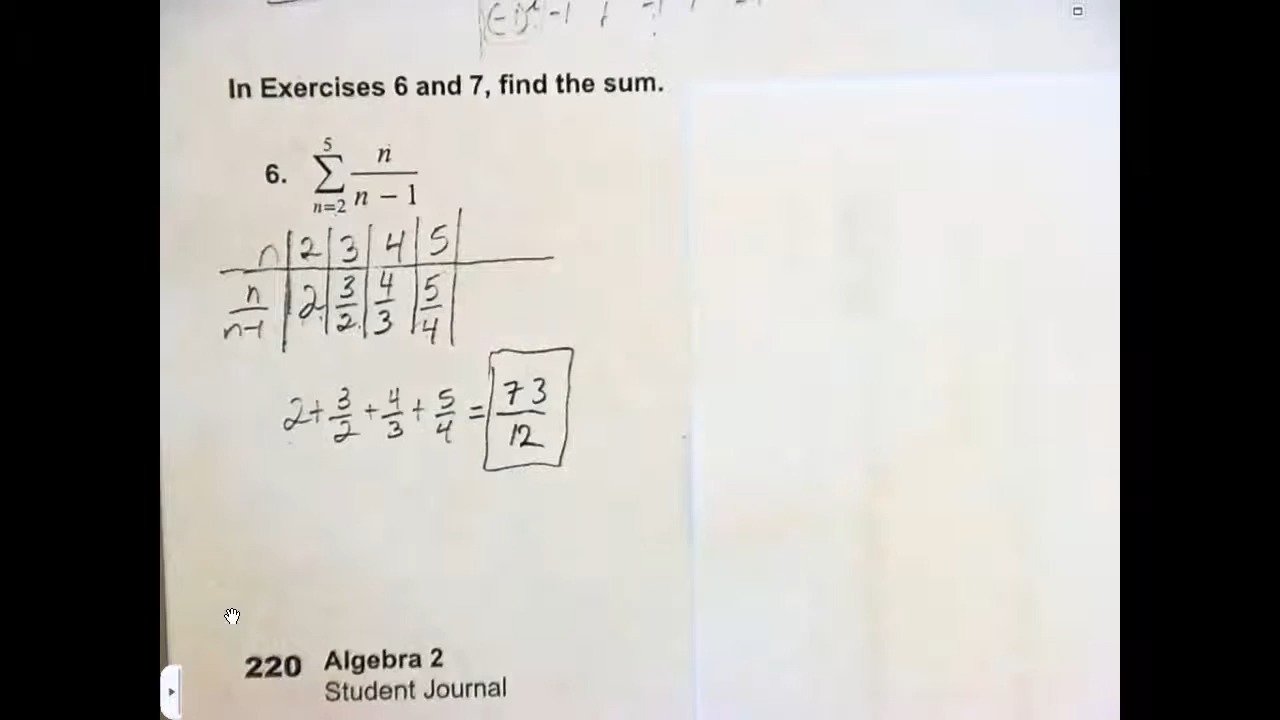 (-1)
In Exercises 6 and 7, find the sum.
5
6. ∑ n / n − 1
n=2
n | 2 | 3 | 4 | 5 |
n/n-1 | 2 | 3/2 | 4/3 | 5/4 |
2 + 3/2 + 4/3 + 5/4 = 73/12
220 Algebra 2
Student Journal